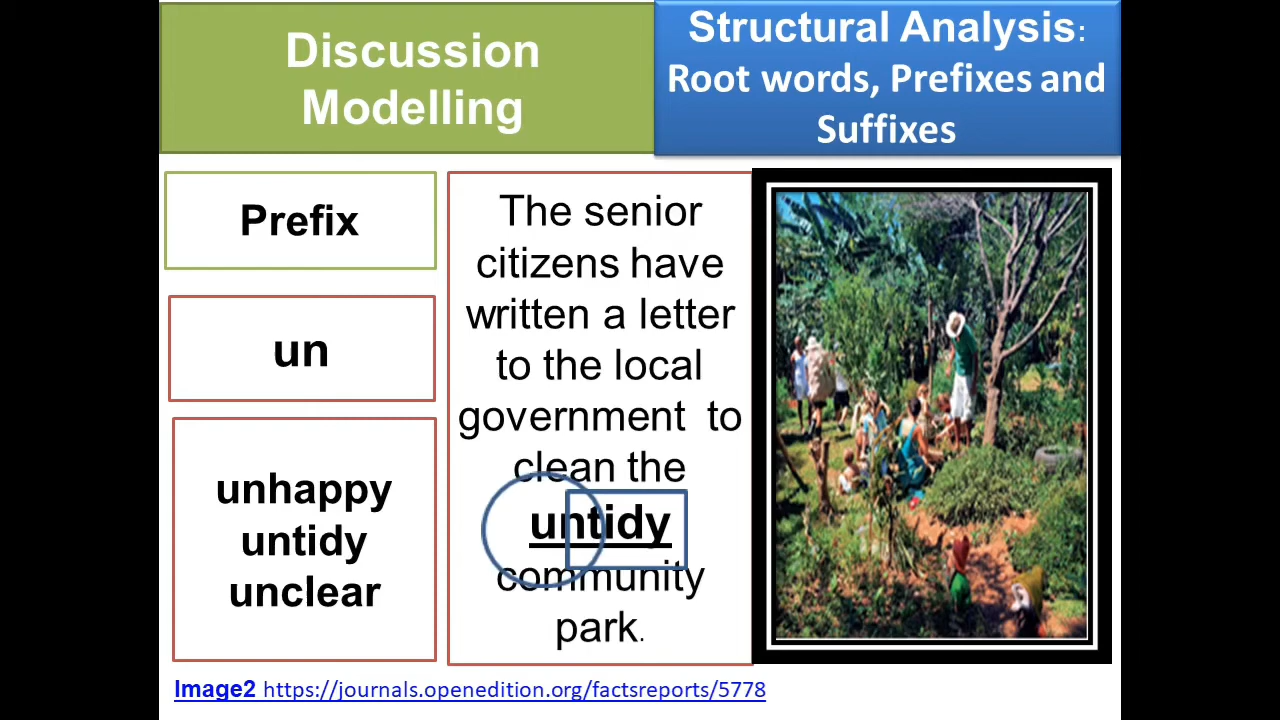 Discussion
Modelling
Structural Analysis:
Root words, Prefixes and
Suffixes
Prefix
un
unhappy
untidy
unclear
The senior
citizens have
written a letter
to the local
government to
clean the
untidy
community
park.
Image2 https://journals.openedition.org/factsreports/5778